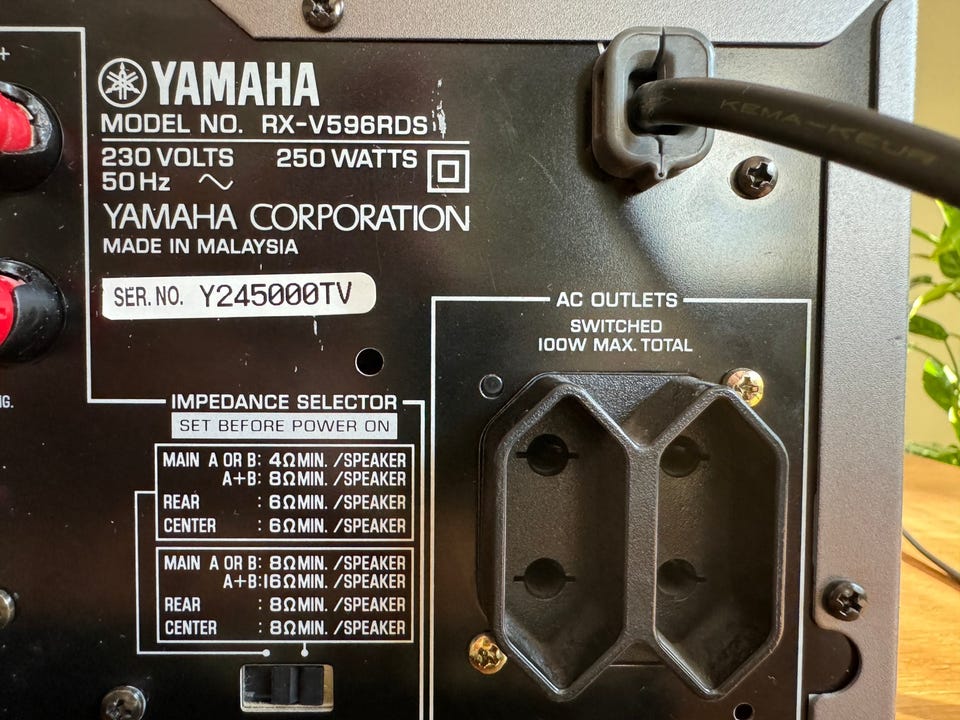 +
YAMAHA
MODEL NO. RX-V596RDS
230 VOLTS 250 WATTS
50 Hz ~
YAMAHA CORPORATION
MADE IN MALAYSIA
SER. NO. Y245000TV
KEMA-KEUR
AC OUTLETS
SWITCHED
100W MAX. TOTAL
IMPEDANCE SELECTOR
SET BEFORE POWER ON
MAIN A OR B: 4ΩMIN. /SPEAKER
A+B: 8ΩMIN. /SPEAKER
REAR : 6ΩMIN. /SPEAKER
CENTER : 6ΩMIN. /SPEAKER
MAIN A OR B: 8ΩMIN. /SPEAKER
A+B:16ΩMIN. /SPEAKER
REAR : 8ΩMIN. /SPEAKER
CENTER : 8ΩMIN. /SPEAKER